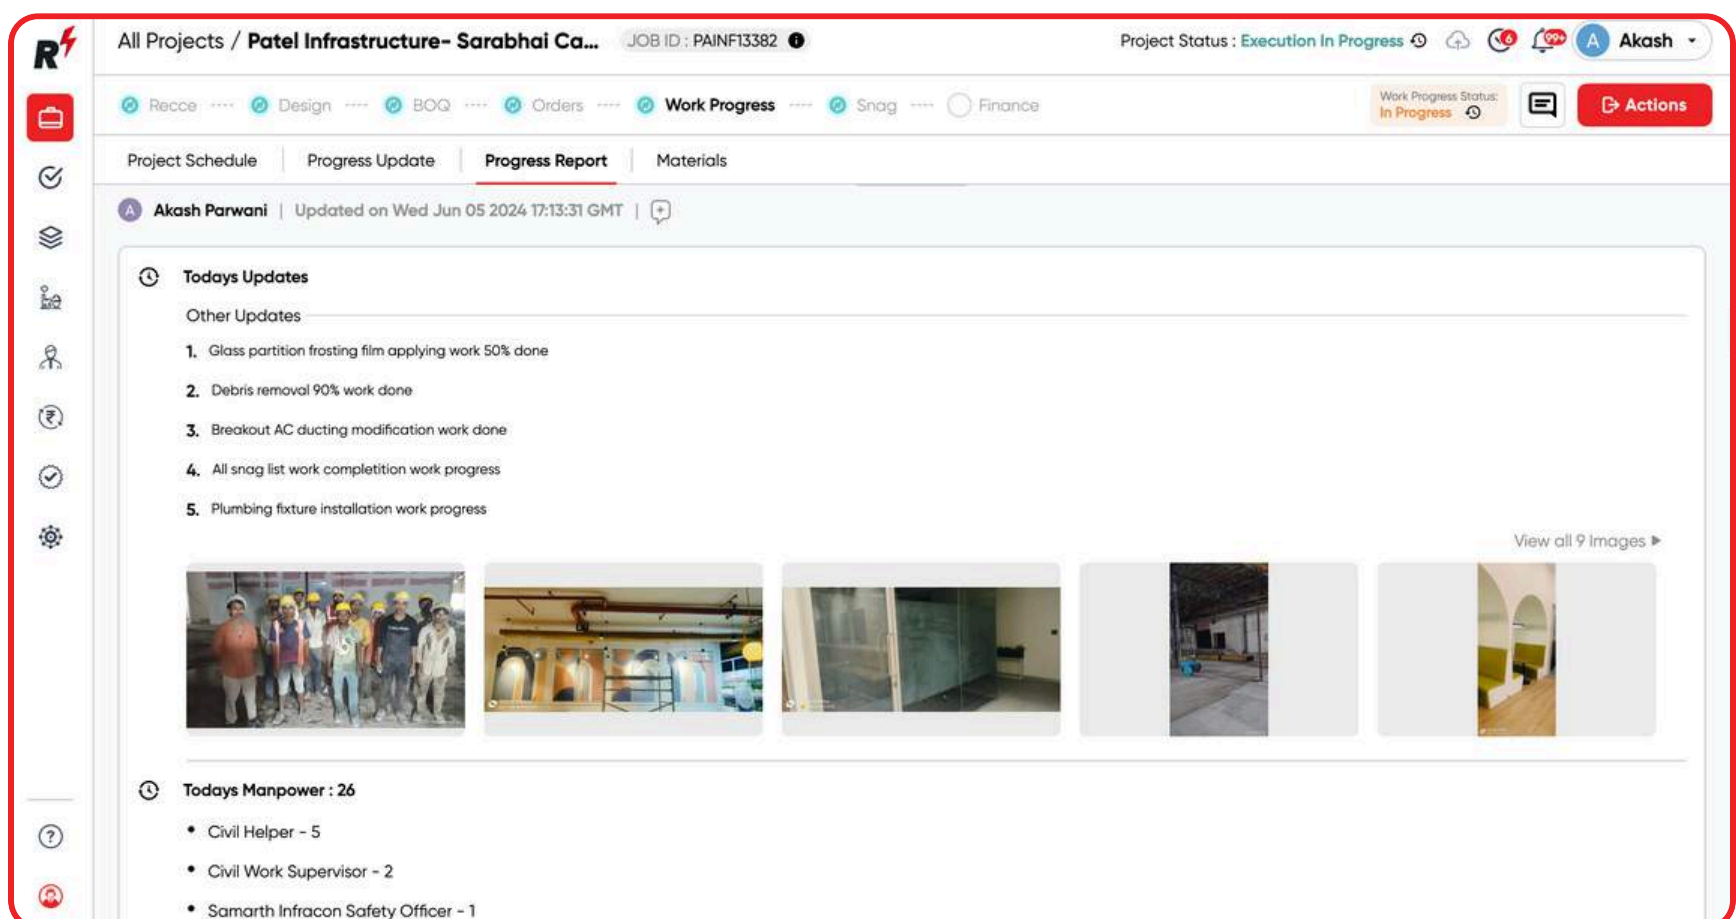 R
All Projects / Patel Infrastructure- Sarabhai Ca... JOB ID : PAINF13382
Project Status : Execution In Progress 6 99+ A Akash
Recce Design BOQ Orders Work Progress Snag Finance
Work Progress Status:
In Progress
Actions
Project Schedule Progress Update Progress Report Materials
A Akash Parwani | Updated on Wed Jun 05 2024 17:13:31 GMT |
Todays Updates
Other Updates
1. Glass partition frosting film applying work 50% done
2. Debris removal 90% work done
3. Breakout AC ducting modification work done
4. All snag list work completition work progress
5. Plumbing fixture installation work progress
View all 9 Images
Todays Manpower : 26
• Civil Helper - 5
• Civil Work Supervisor - 2
• Samarth Infracon Safety Officer - 1